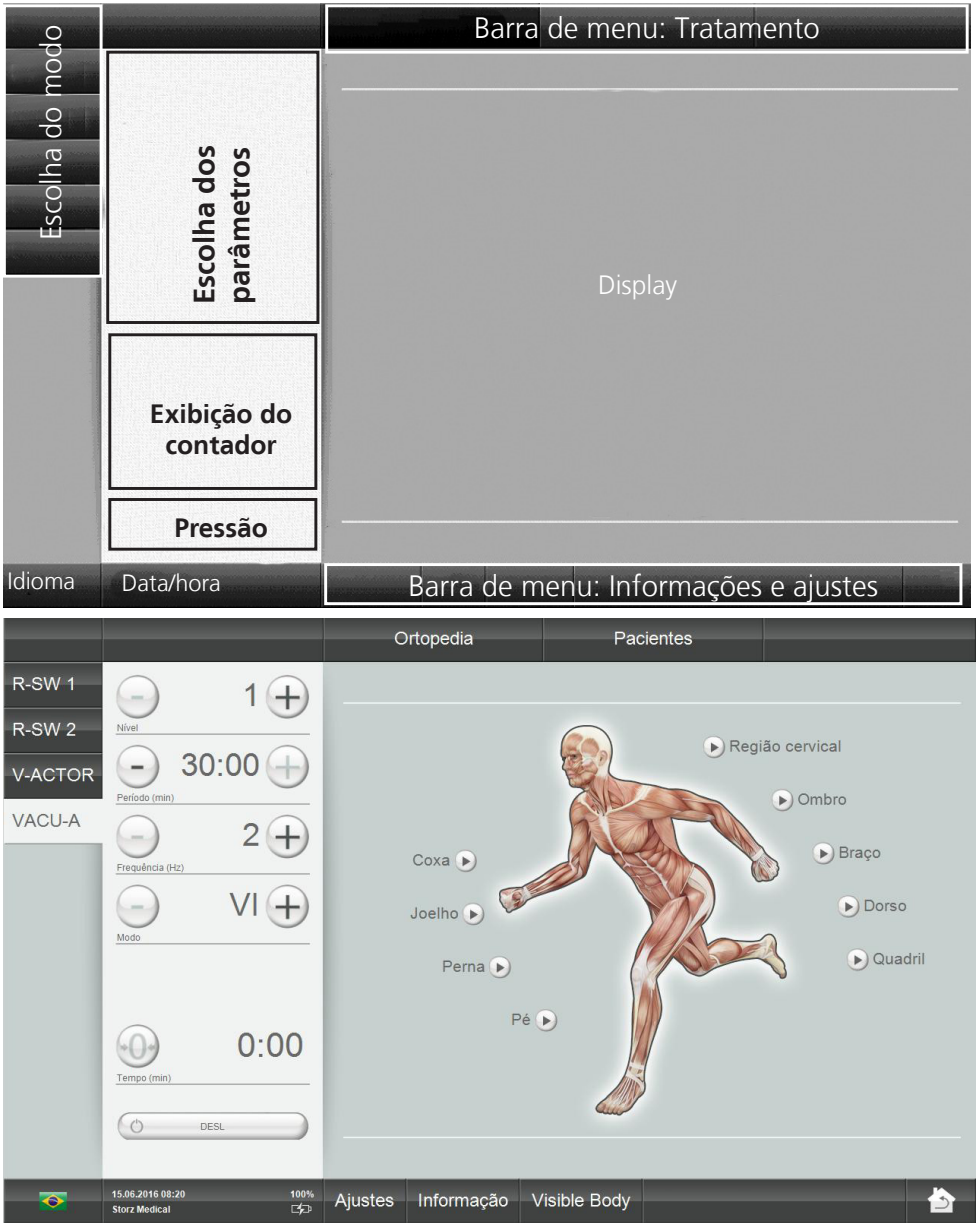 Barra de menu: Tratamento
Escolha do modo
Escolha dos
parâmetros
Display
Exibição do
contador
Pressão
Idioma
Data/hora
Barra de menu: Informações e ajustes
Ortopedia
Pacientes
R-SW 1
R-SW 2
V-ACTOR
VACU-A
1
Nível
30:00
Período (min)
2
Frequência (Hz)
VI
Modo
0
0:00
Tempo (min)
DESL
Região cervical
Ombro
Braço
Dorso
Quadril
Coxa
Joelho
Perna
Pé
15.06.2016 08:20
100%
Storz Medical
Ajustes
Informação
Visible Body